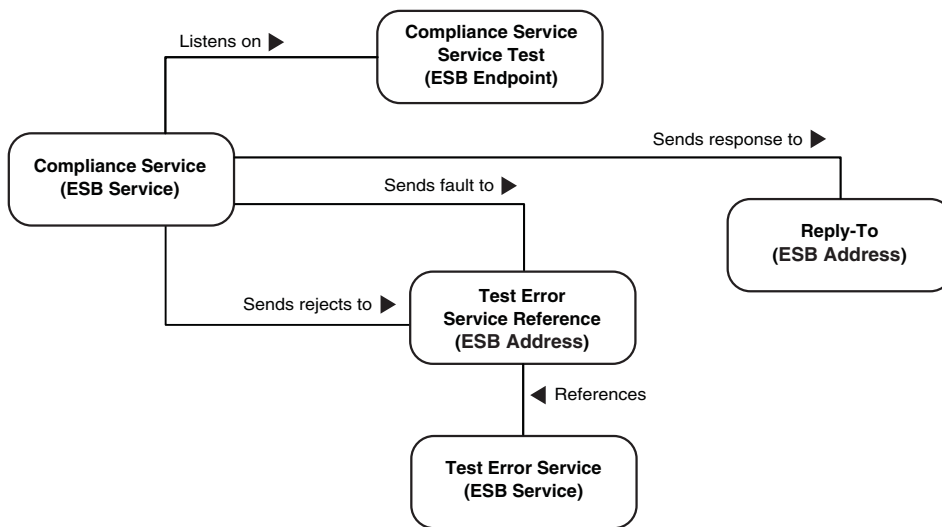 Listens on
Compliance Service
Service Test
(ESB Endpoint)
Sends response to
Compliance Service
(ESB Service)
Sends fault to
Reply-To
(ESB Address)
Sends rejects to
Test Error
Service Reference
(ESB Address)
References
Test Error Service
(ESB Service)